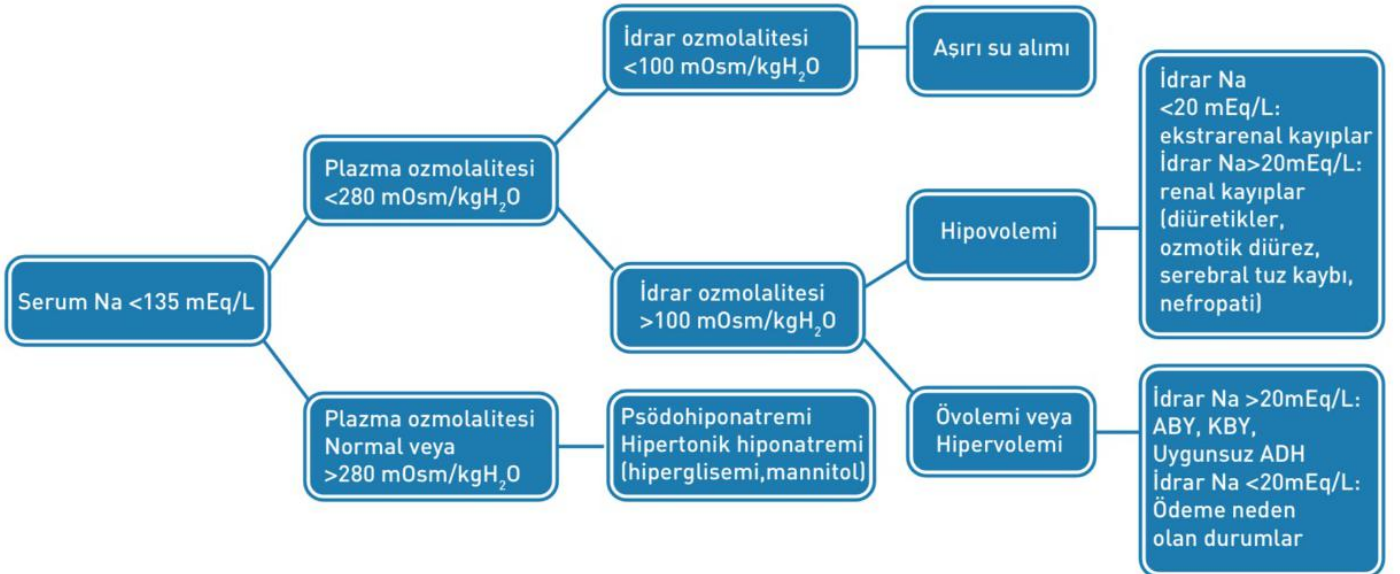 Serum Na <135 mEq/L
Plazma ozmolalitesi
<280 mOsm/kgH₂O
İdrar ozmolalitesi
<100 mOsm/kgH₂O
Aşırı su alımı
İdrar ozmolalitesi
>100 mOsm/kgH₂O
Hipovolemi
İdrar Na
<20 mEq/L:
ekstrarenal kayıplar
İdrar Na>20mEq/L:
renal kayıplar
(diüretikler,
ozmotik diürez,
serebral tuz kaybı,
nefropati)
Övolemi veya
Hipervolemi
İdrar Na >20mEq/L:
ABY, KBY,
Uygunsuz ADH
İdrar Na <20mEq/L:
Ödeme neden
olan durumlar
Plazma ozmolalitesi
Normal veya
>280 mOsm/kgH₂O
Psödohiponatremi
Hipertonik hiponatremi
(hiperglisemi,mannitol)